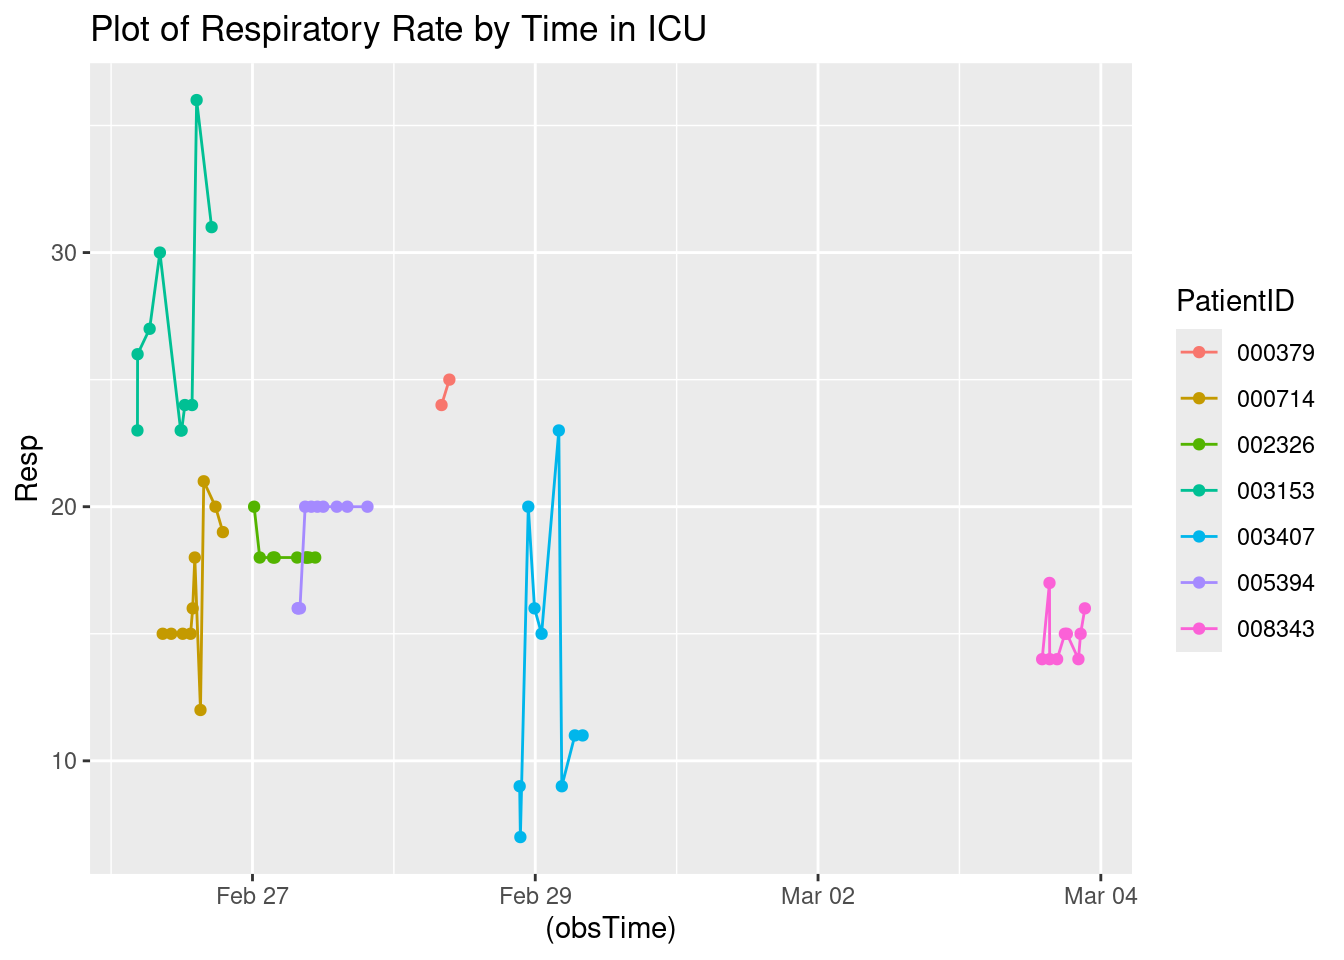 Plot of Respiratory Rate by Time in ICU
Resp
30
20
10
Feb 27
Feb 29
Mar 02
Mar 04
(obsTime)
PatientID
000379
000714
002326
003153
003407
005394
008343